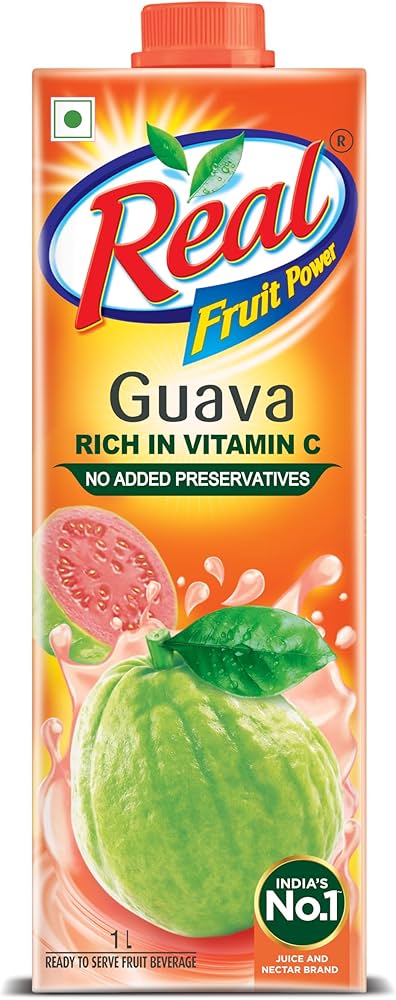 ®
Real
Fruit Power
Guava
RICH IN VITAMIN C
NO ADDED PRESERVATIVES
INDIA'S
No.1
JUICE AND
NECTAR BRAND
1 L
READY TO SERVE FRUIT BEVERAGE